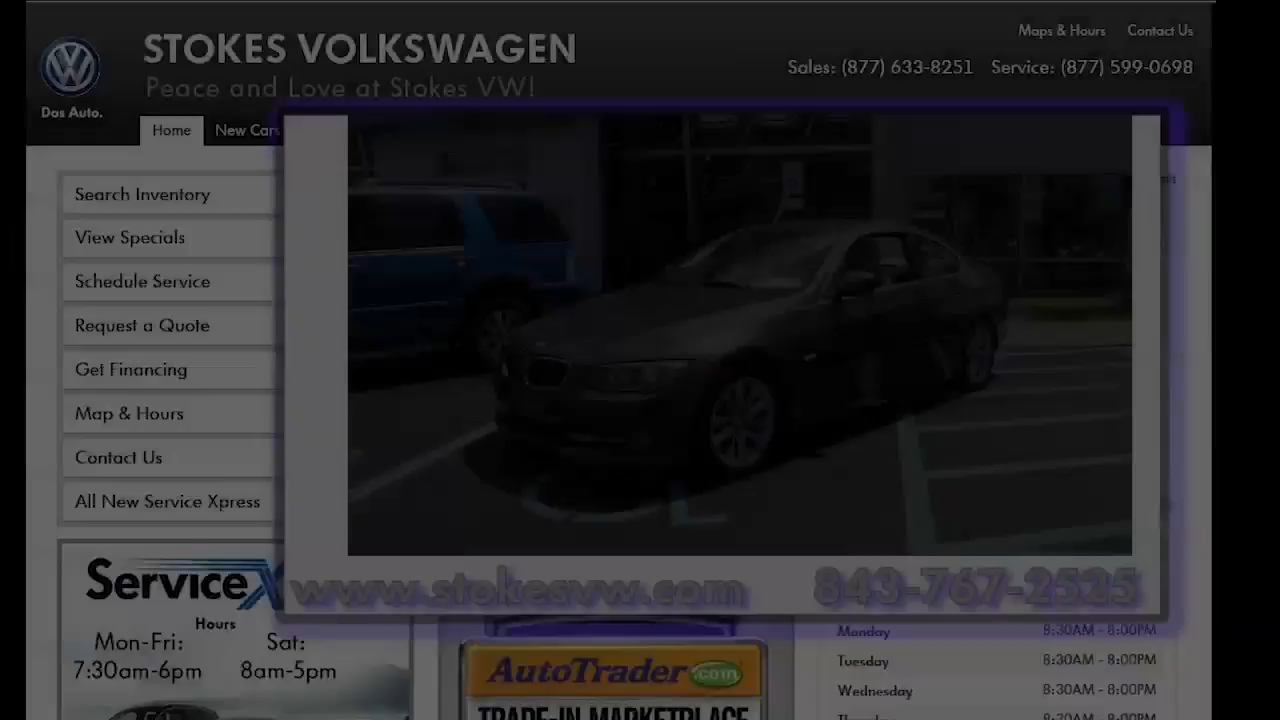 STOKES VOLKSWAGEN
Peace and Love at Stokes VW!
Das Auto.
Maps & Hours Contact Us
Sales: (877) 633-8251 Service: (877) 599-0698
Home New Cars
Search Inventory
View Specials
Schedule Service
Request a Quote
Get Financing
Map & Hours
Contact Us
All New Service Xpress
www.stokesvw.com 843-767-2525
ServiceX
Hours
Mon-Fri: Sat:
7:30am-6pm 8am-5pm
AutoTrader.com
TRADE-IN MARKETPLACE
Monday 8:30AM - 8:00PM
Tuesday 8:30AM - 8:00PM
Wednesday 8:30AM - 8:00PM